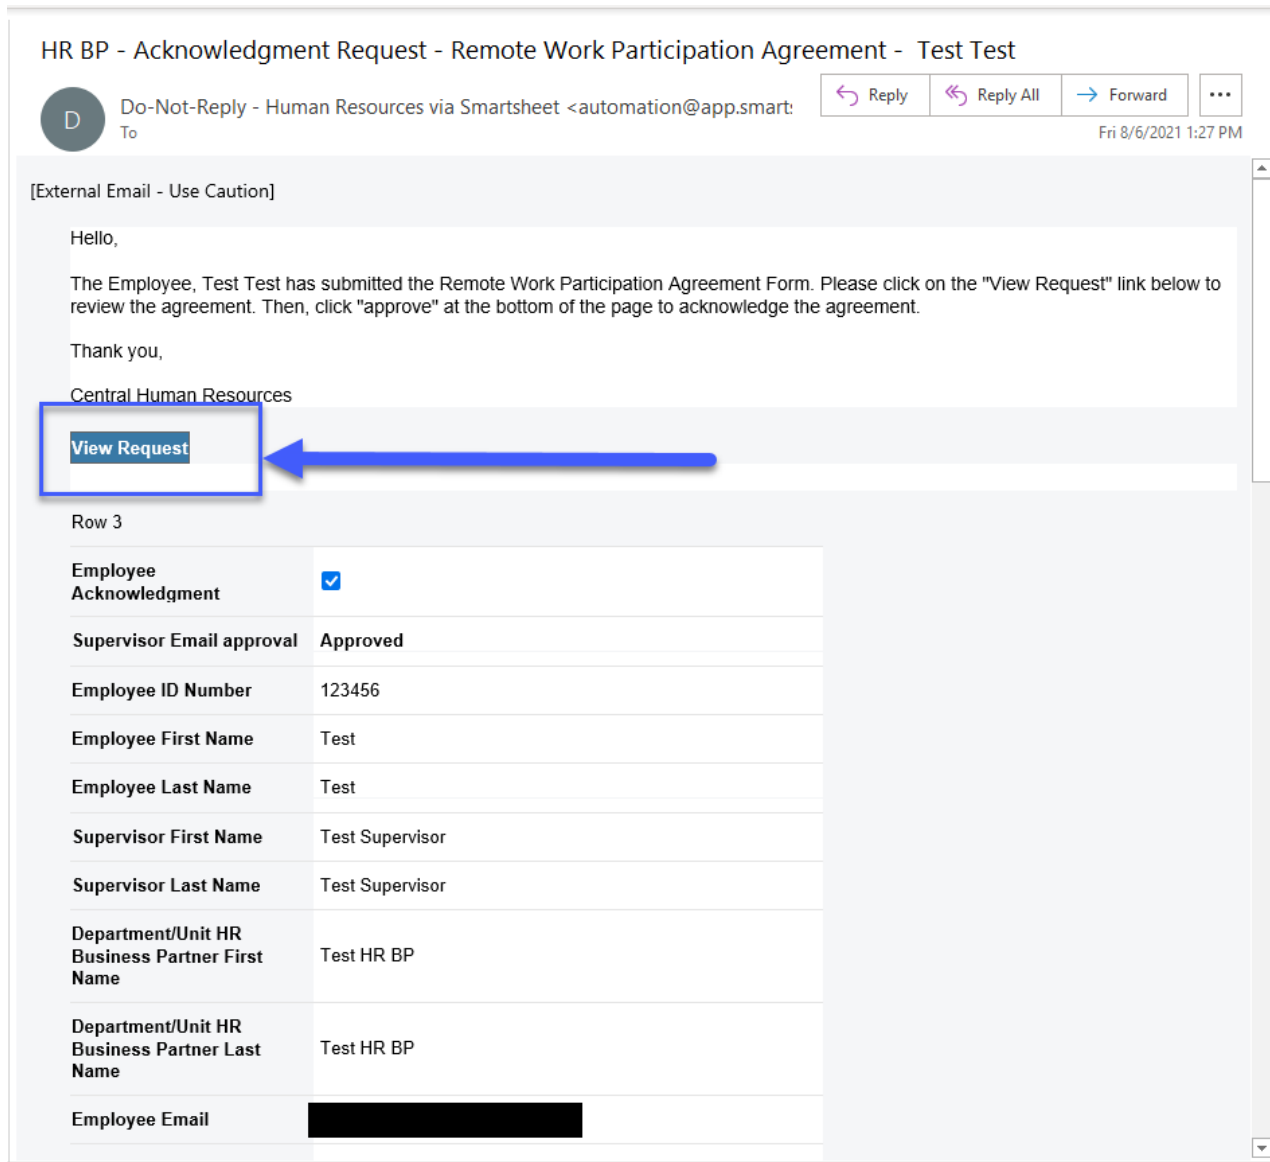 HR BP - Acknowledgment Request - Remote Work Participation Agreement - Test Test
D
Do-Not-Reply - Human Resources via Smartsheet <automation@app.smarts
To
Reply
Reply All
Forward
Fri 8/6/2021 1:27 PM
[External Email - Use Caution]
Hello,
The Employee, Test Test has submitted the Remote Work Participation Agreement Form. Please click on the "View Request" link below to
review the agreement. Then, click "approve" at the bottom of the page to acknowledge the agreement.
Thank you,
Central Human Resources
View Request
Row 3
Employee
Acknowledgment
Supervisor Email approval Approved
Employee ID Number 123456
Employee First Name Test
Employee Last Name Test
Supervisor First Name Test Supervisor
Supervisor Last Name Test Supervisor
Department/Unit HR
Business Partner First
Name
Test HR BP
Department/Unit HR
Business Partner Last
Name
Test HR BP
Employee Email